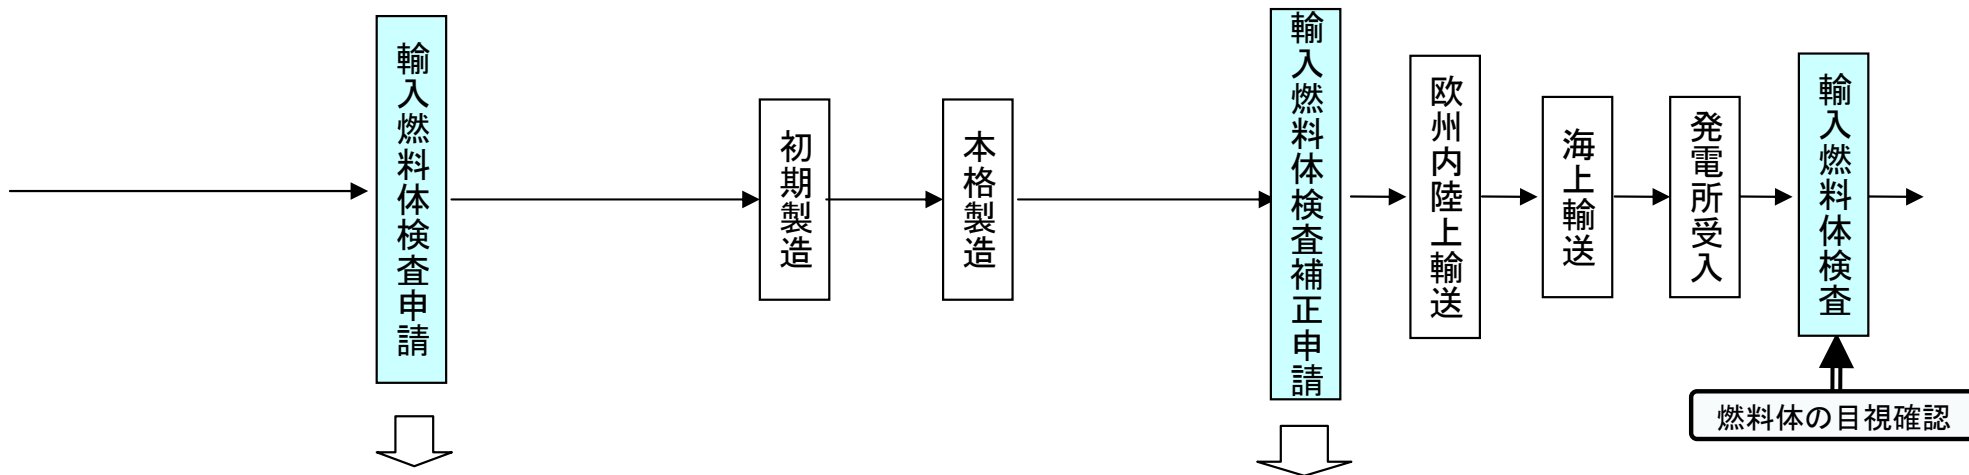 輸入燃料体検査申請
初期製造
本格製造
輸入燃料体検査補正申請
欧州内陸上輸送
海上輸送
発電所受入
輸入燃料体検査
燃料体の目視確認